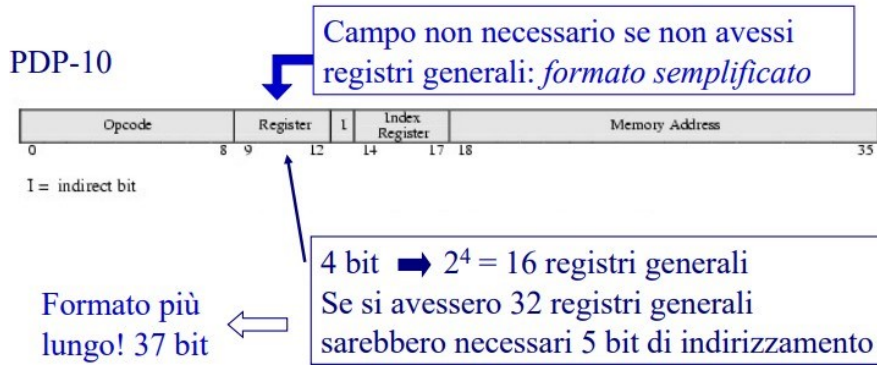 Campo non necessario se non avessi
registri generali: formato semplificato
PDP-10
Opcode
Register
I
Index
Register
Memory Address
0
8
9
12
14
17
18
35
I = indirect bit
4 bit ➡ 2⁴ = 16 registri generali
Se si avessero 32 registri generali
sarebbero necessari 5 bit di indirizzamento
Formato più
lungo! 37 bit